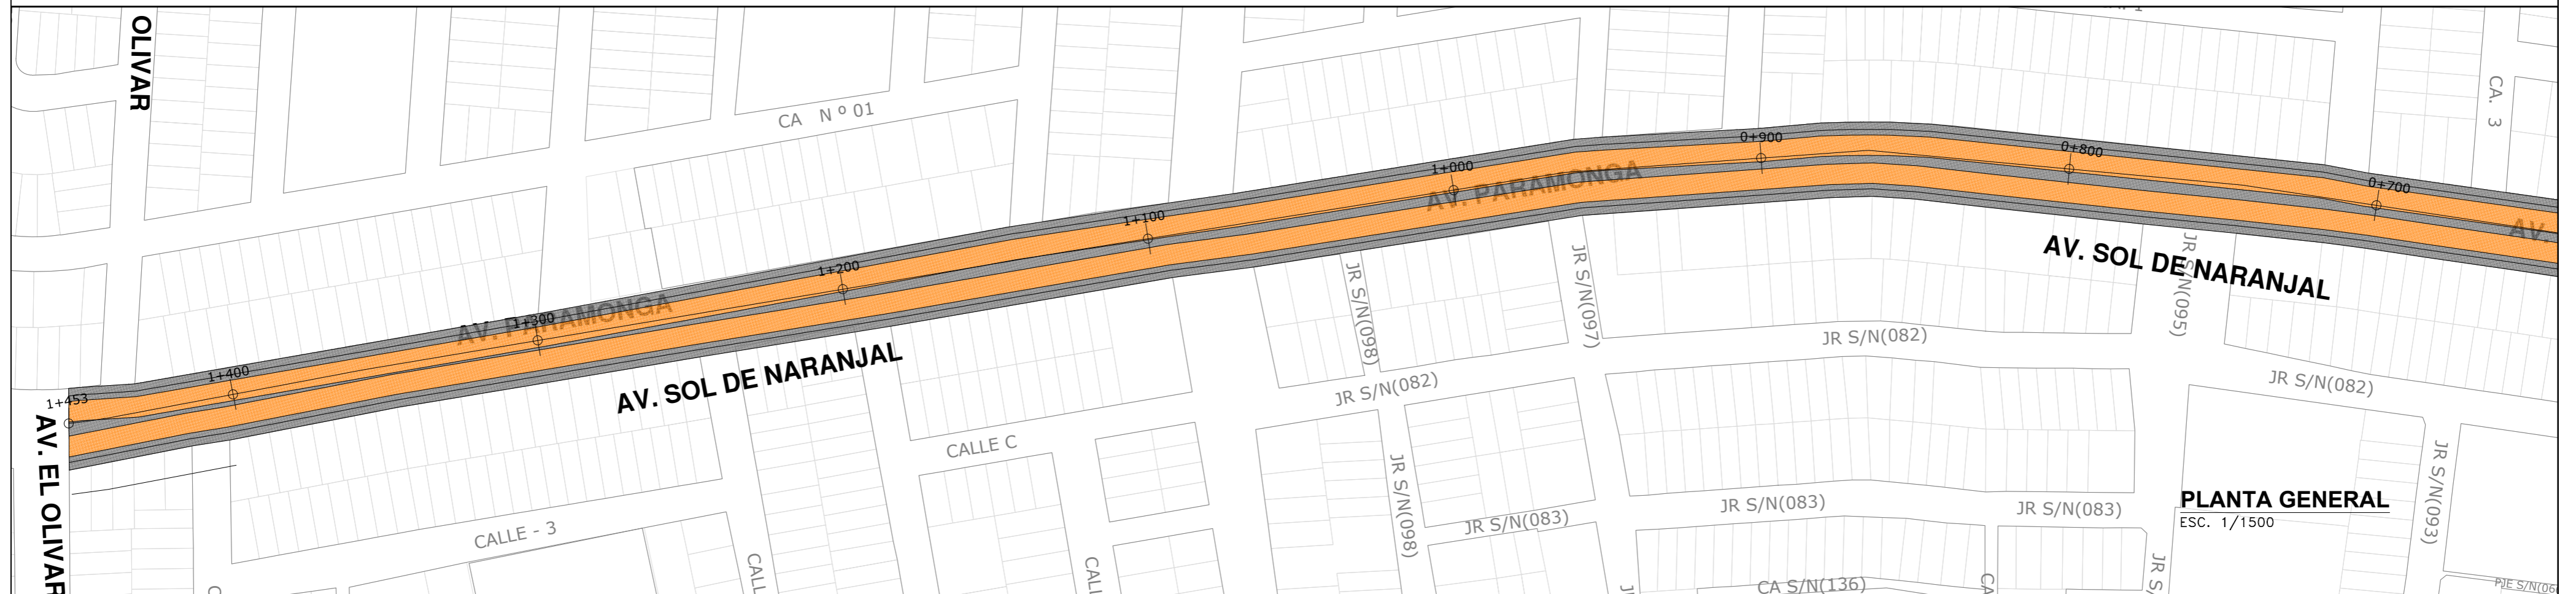 OLIVAR
CA. 3
CA Nº 01
0+900
0+800
1+000
AV. PARAMONGA
0+700
1+100
AV.
1+200
JR S/N(097)
JR S/N(098)
AV. SOL DE NARANJAL
JR S/N(095)
AV. PARAMONGA
1+300
JR S/N(082)
1+400
AV. SOL DE NARANJAL
JR S/N(082)
JR S/N(082)
1+453
AV. EL OLIVAR
CALLE C
JR S/N(098)
JR S/N(093)
PLANTA GENERAL
JR S/N(083)
JR S/N(083)
JR S/N(083)
ESC. 1/1500
CALLE - 3
CA S/N(136)